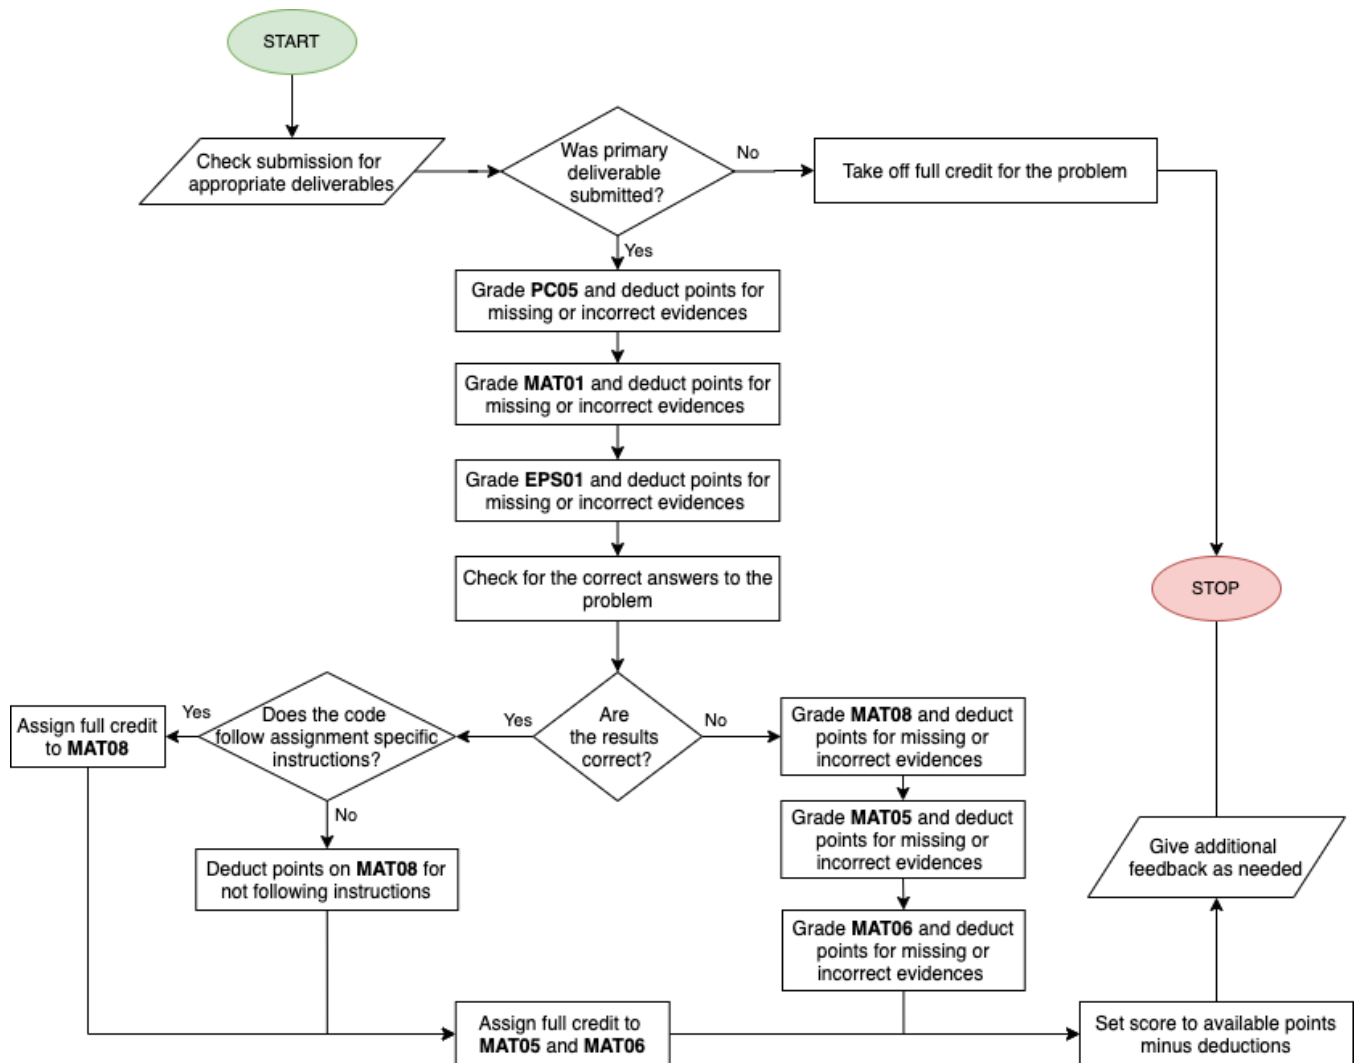 START
Check submission for
appropriate deliverables
Was primary
deliverable
submitted?
No
Take off full credit for the problem
Yes
Grade PC05 and deduct points for
missing or incorrect evidences
Grade MAT01 and deduct points for
missing or incorrect evidences
Grade EPS01 and deduct points for
missing or incorrect evidences
Check for the correct answers to the
problem
STOP
Are
the results
correct?
Yes
No
Does the code
follow assignment specific
instructions?
Yes
Assign full credit
to MAT08
No
Deduct points on MAT08 for
not following instructions
Grade MAT08 and deduct
points for missing or
incorrect evidences
Grade MAT05 and deduct
points for missing or
incorrect evidences
Grade MAT06 and deduct
points for missing or
incorrect evidences
Assign full credit to
MAT05 and MAT06
Set score to available points
minus deductions
Give additional
feedback as needed